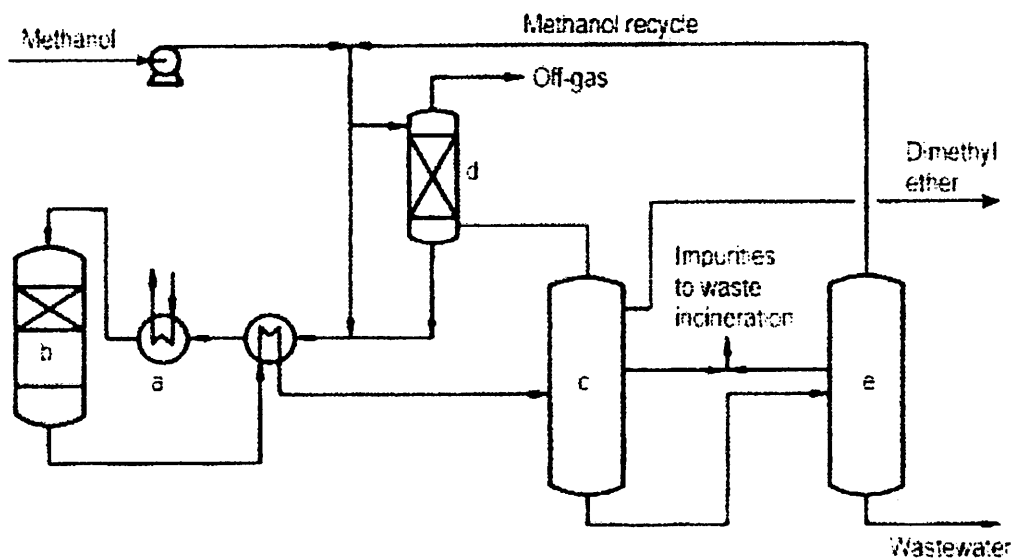 Methanol recycle
Methanol
Off-gas
d
Dimethyl
ether
Impurities
to waste
incineration
b
a
c
e
Wastewater